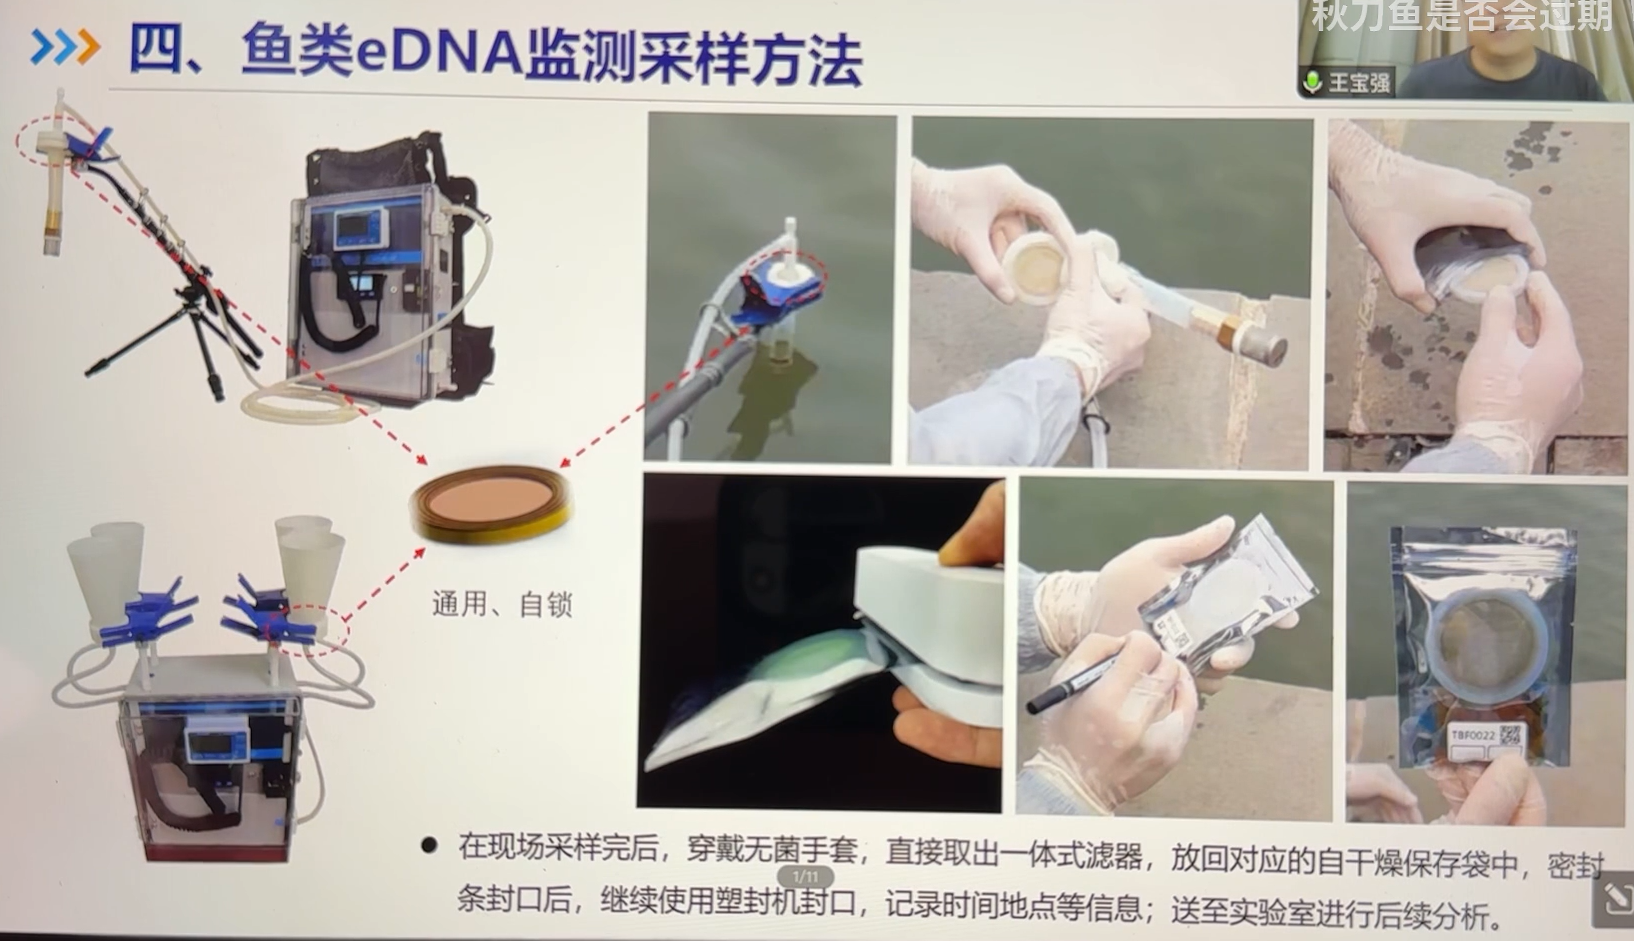 秋刀鱼是否会过期
王宝强
四、鱼类eDNA监测采样方法
通用、自锁
TBF0022
● 在现场采样完后，穿戴无菌手套，直接取出一体式滤器，放回对应的自干燥保存袋中，密封
条封口后，继续使用塑封机封口，记录时间地点等信息；送至实验室进行后续分析。
1/11